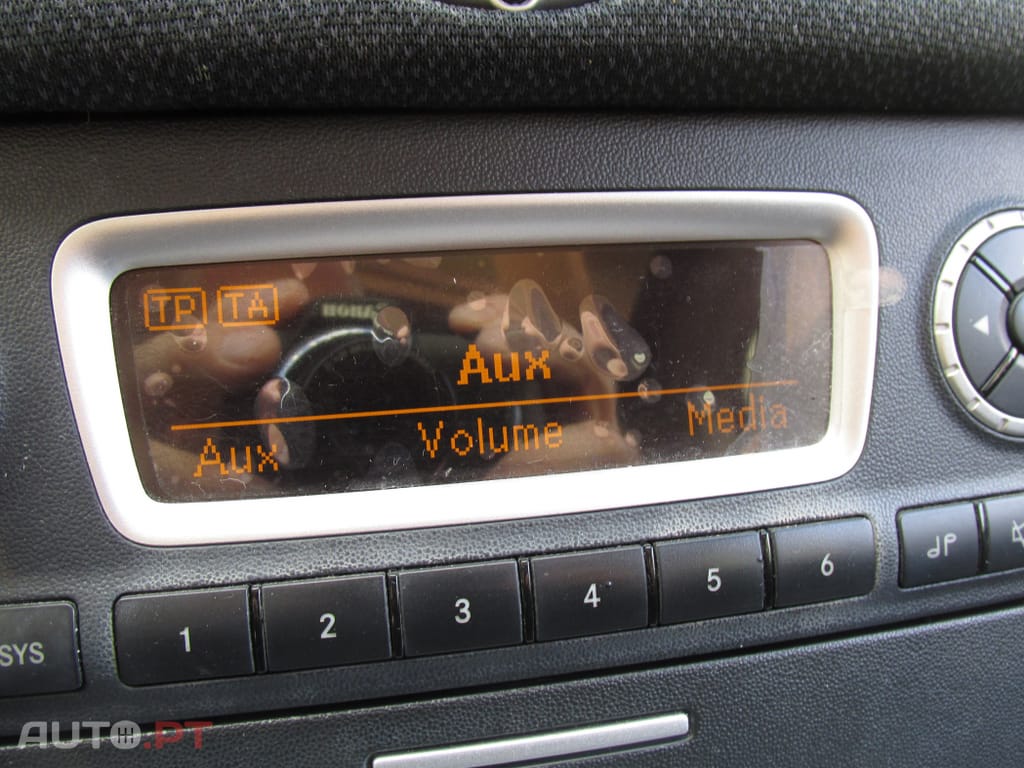 TP TA
Aux
Aux Volume Media
SYS 1 2 3 4 5 6
AUTO.PT